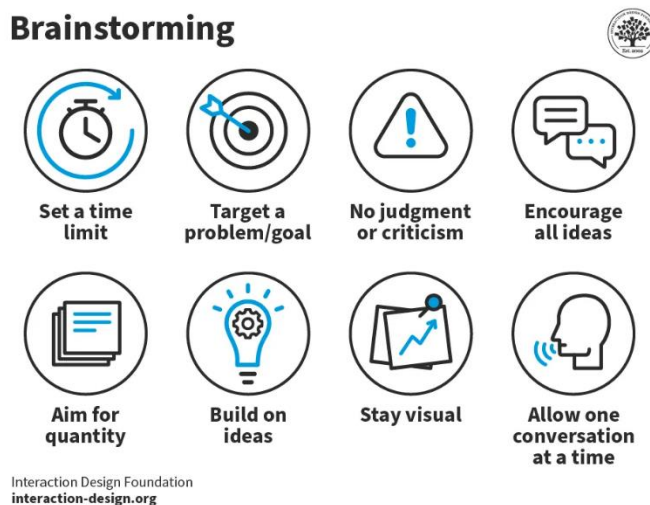 Brainstorming
Set a time
limit
Target a
problem/goal
No judgment
or criticism
Encourage
all ideas
Aim for
quantity
Build on
ideas
Stay visual
Allow one
conversation
at a time
Interaction Design Foundation
interaction-design.org